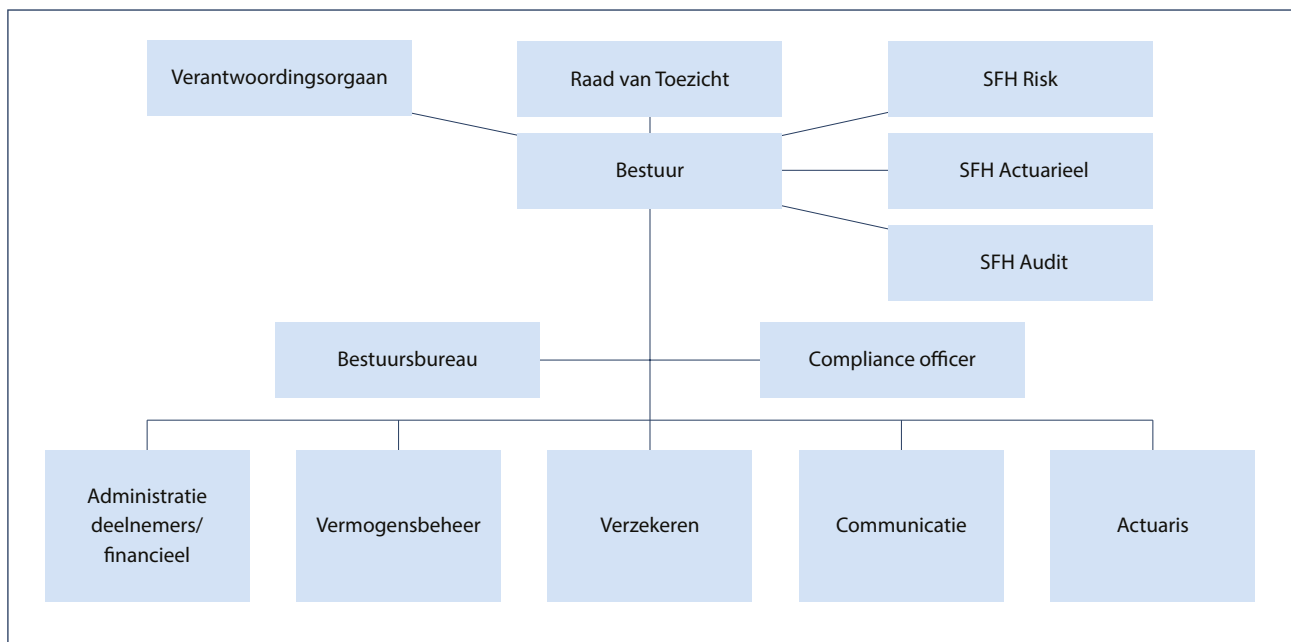 Verantwoordingsorgaan
Raad van Toezicht
SFH Risk
Bestuur
SFH Actuarieel
SFH Audit
Bestuursbureau
Compliance officer
Administratie
deelnemers/
financieel
Vermogensbeheer
Verzekeren
Communicatie
Actuaris